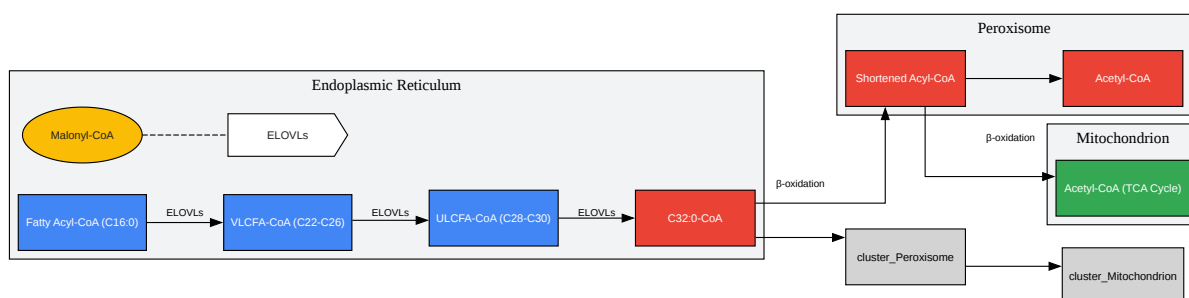 Peroxisome
Shortened Acyl-CoA
Acetyl-CoA
Endoplasmic Reticulum
Malonyl-CoA
ELOVLs
β-oxidation
Mitochondrion
Acetyl-CoA (TCA Cycle)
β-oxidation
Fatty Acyl-CoA (C16:0)
ELOVLs
VLCFA-CoA (C22-C26)
ELOVLs
ULCFA-CoA (C28-C30)
ELOVLs
C32:0-CoA
cluster_Peroxisome
cluster_Mitochondrion